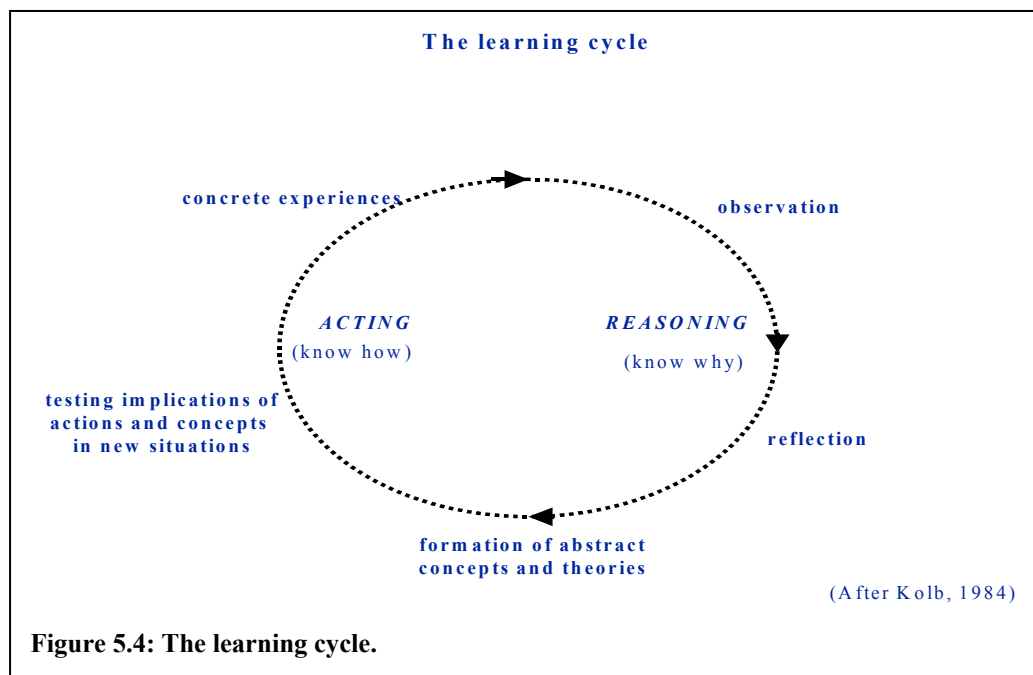 The learning cycle
concrete experiences
observation
ACTING
(know how)
REASONING
(know why)
testing implications of
actions and concepts
in new situations
reflection
formation of abstract
concepts and theories
(After Kolb, 1984)
Figure 5.4: The learning cycle.